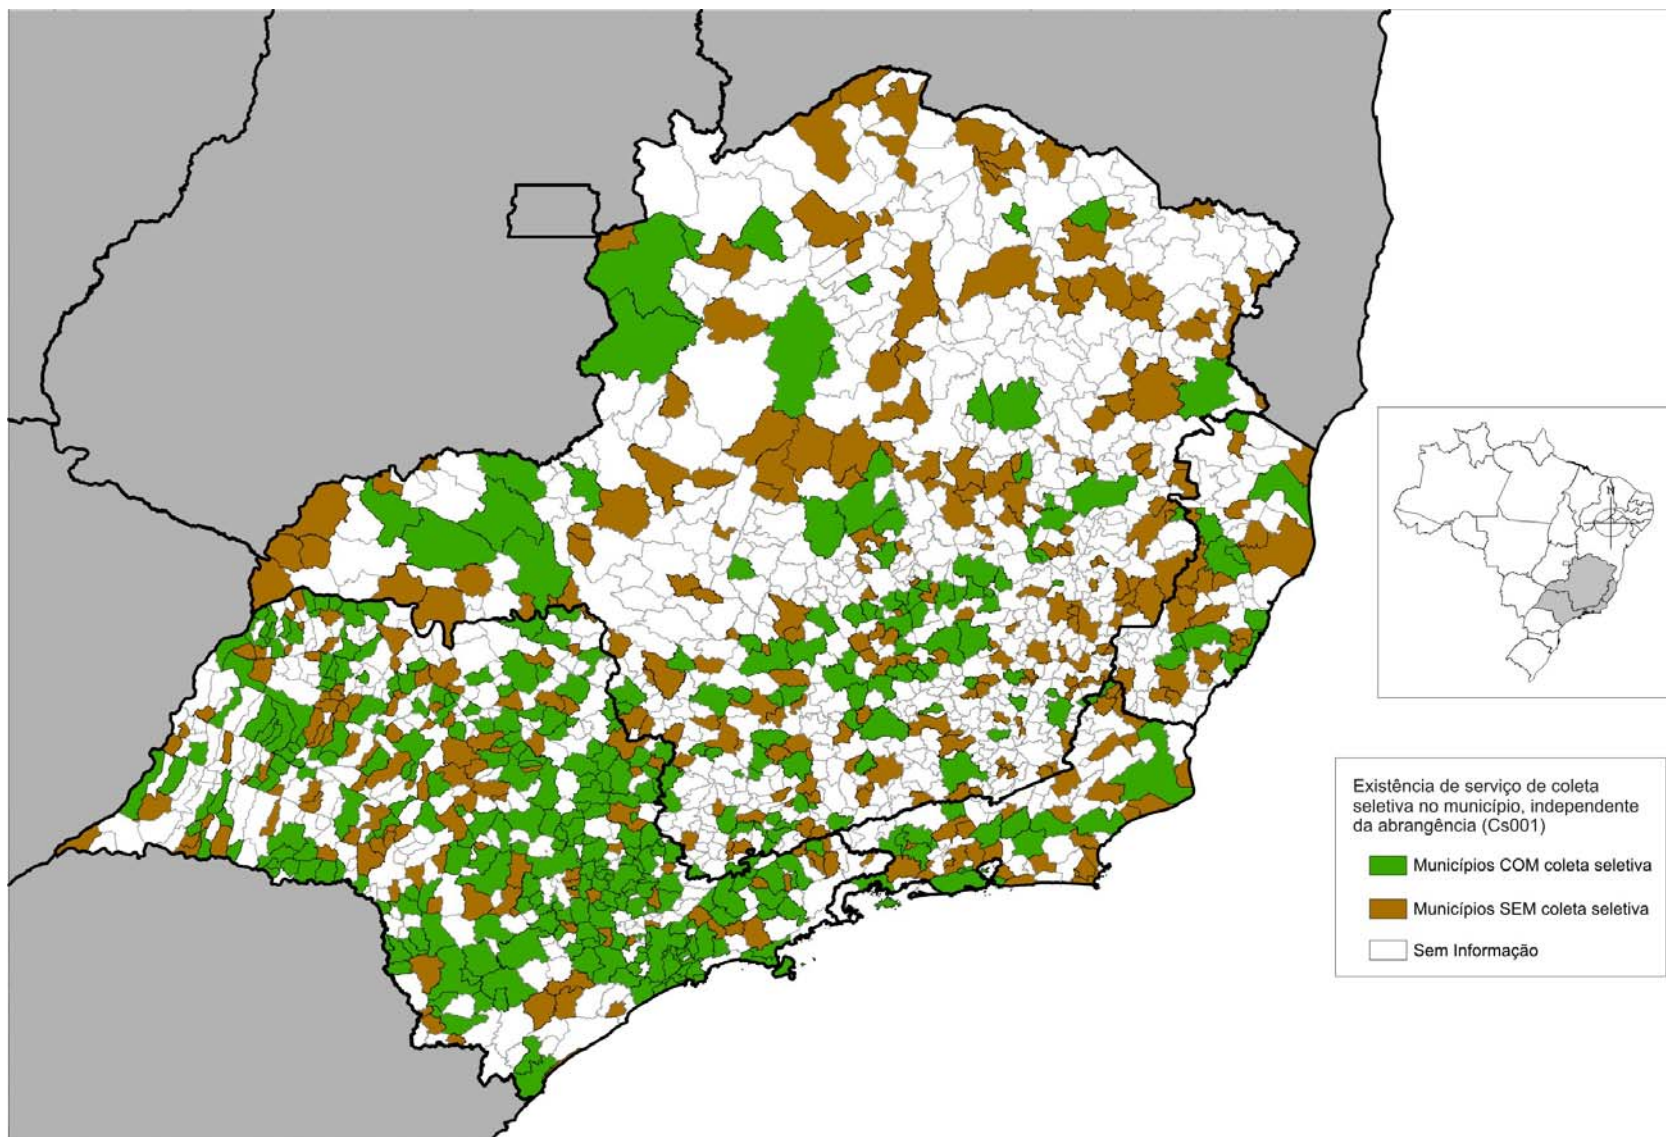 N
Existência de serviço de coleta
seletiva no município, independente
da abrangência (Cs001)
Municípios COM coleta seletiva
Municípios SEM coleta seletiva
Sem Informação